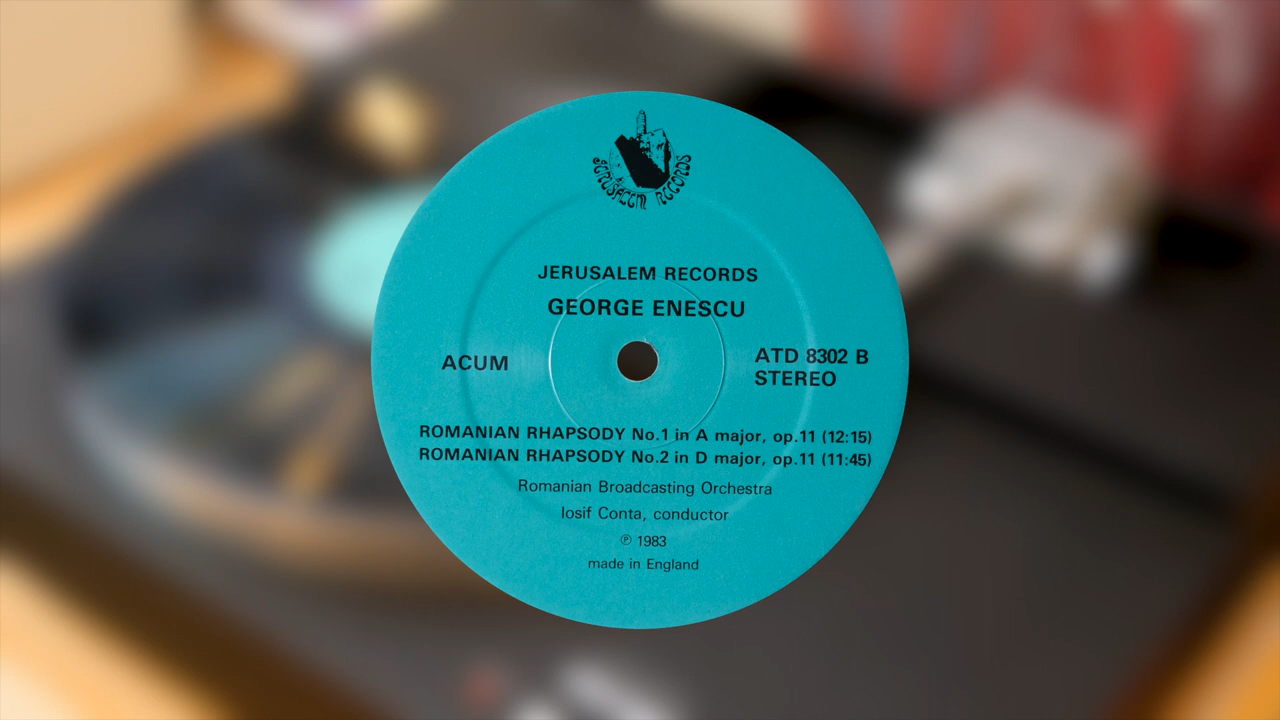 JERUSALEM RECORDS
JERUSALEM RECORDS
GEORGE ENESCU
ACUM
ATD 8302 B
STEREO
ROMANIAN RHAPSODY No.1 in A major, op.11 (12:15)
ROMANIAN RHAPSODY No.2 in D major, op.11 (11:45)
Romanian Broadcasting Orchestra
Iosif Conta, conductor
℗ 1983
made in England